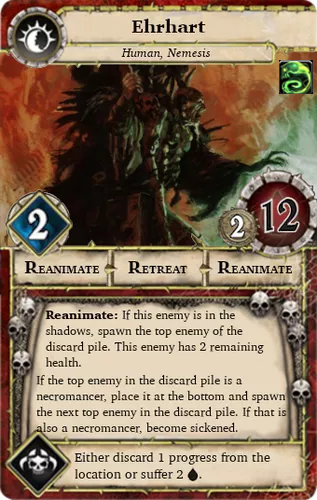 Ehrhart
Human, Nemesis
2
2
12
REANIMATE
RETREAT
REANIMATE
Reanimate: If this enemy is in the
shadows, spawn the top enemy of the
discard pile. This enemy has 2 remaining
health.
If the top enemy in the discard pile is a
necromancer, place it at the bottom and spawn
the next top enemy in the discard pile. If that is
also a necromancer, become sickened.
Either discard 1 progress from the
location or suffer 2 .